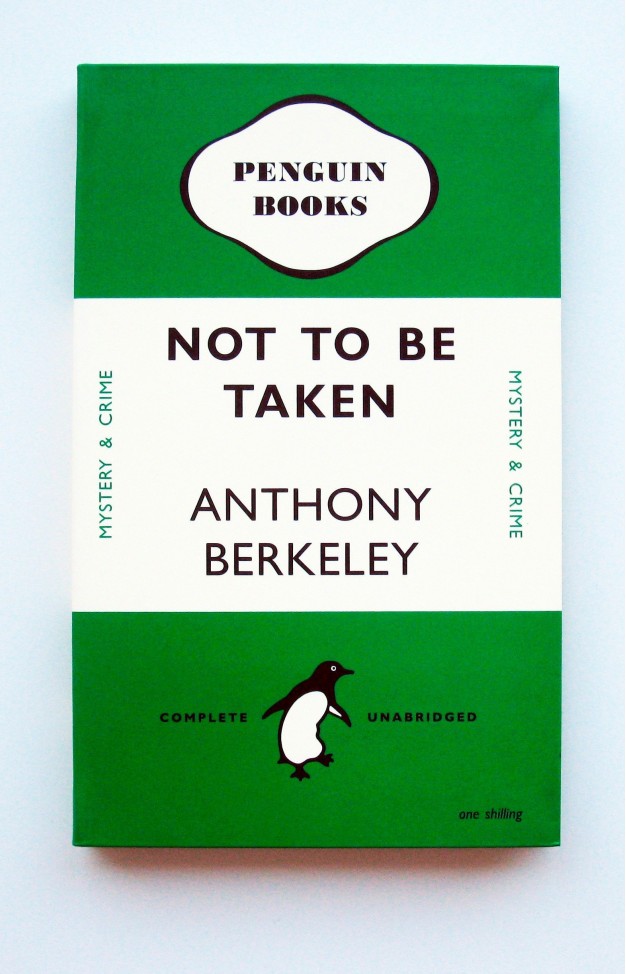 PENGUIN
BOOKS
NOT TO BE
TAKEN
MYSTERY & CRIME
MYSTERY & CRIME
ANTHONY
BERKELEY
COMPLETE UNABRIDGED
one shilling